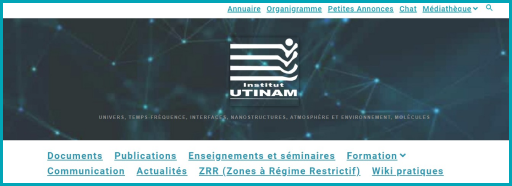 Annuaire Organigramme Petites Annonces Chat Médiathèque
Institut
UTINAM
UNIVERS, TEMPS-FRÉQUENCE, INTERFACES, NANOSTRUCTURES, ATMOSPHÈRE ET ENVIRONNEMENT, MOLÉCULES
Documents Publications Enseignements et séminaires Formation
Communication Actualités ZRR (Zones à Régime Restrictif) Wiki pratiques